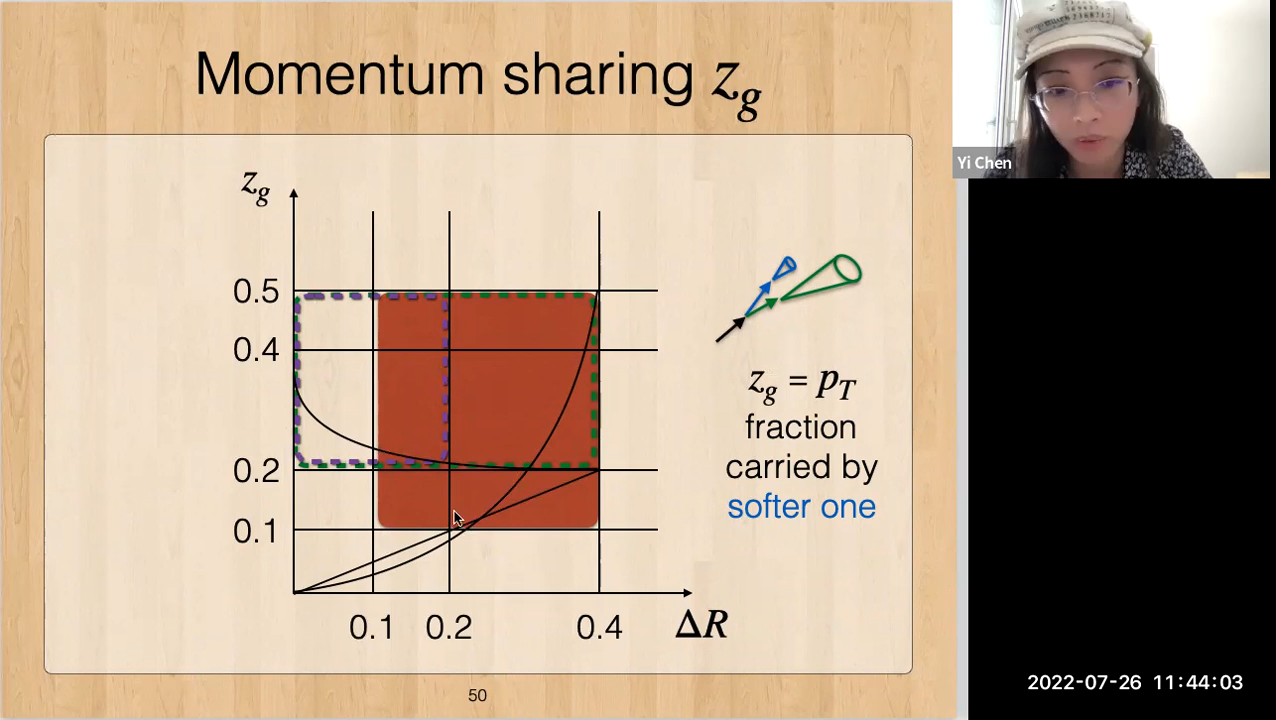 Momentum sharing z_g
z_g
0.5
0.4
0.2
0.1
0.1 0.2 0.4 ΔR
z_g = p_T
fraction
carried by
softer one
50
Yi Chen
2022-07-26 11:44:03